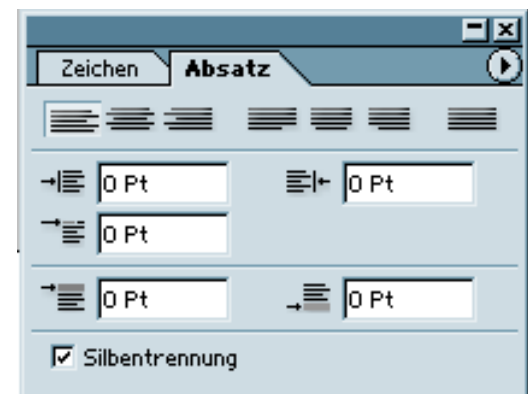 Zeichen Absatz
0 Pt 0 Pt
0 Pt
0 Pt 0 Pt
Silbentrennung